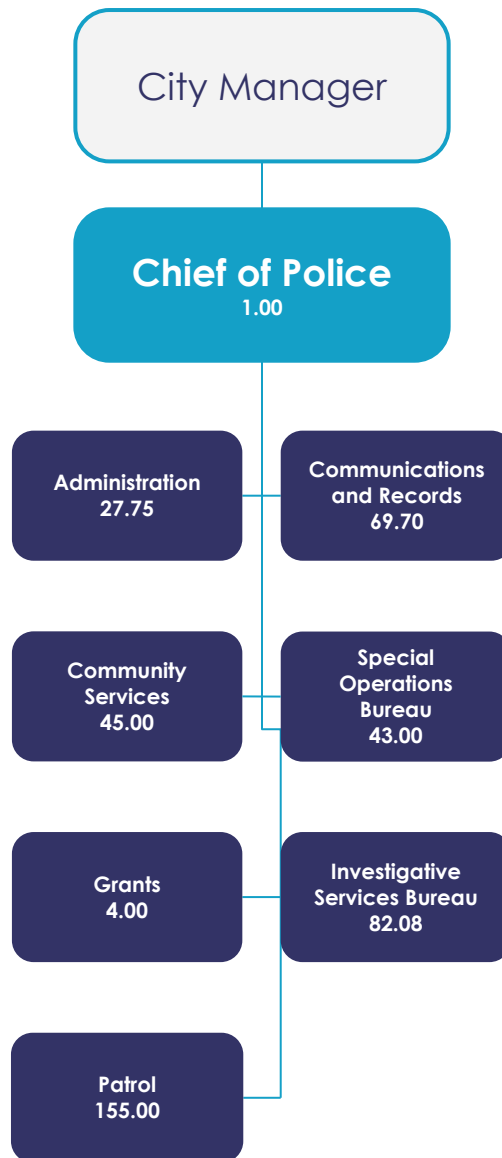 City Manager
Chief of Police
1.00
Administration
27.75
Communications
and Records
69.70
Community
Services
45.00
Special
Operations
Bureau
43.00
Grants
4.00
Investigative
Services Bureau
82.08
Patrol
155.00